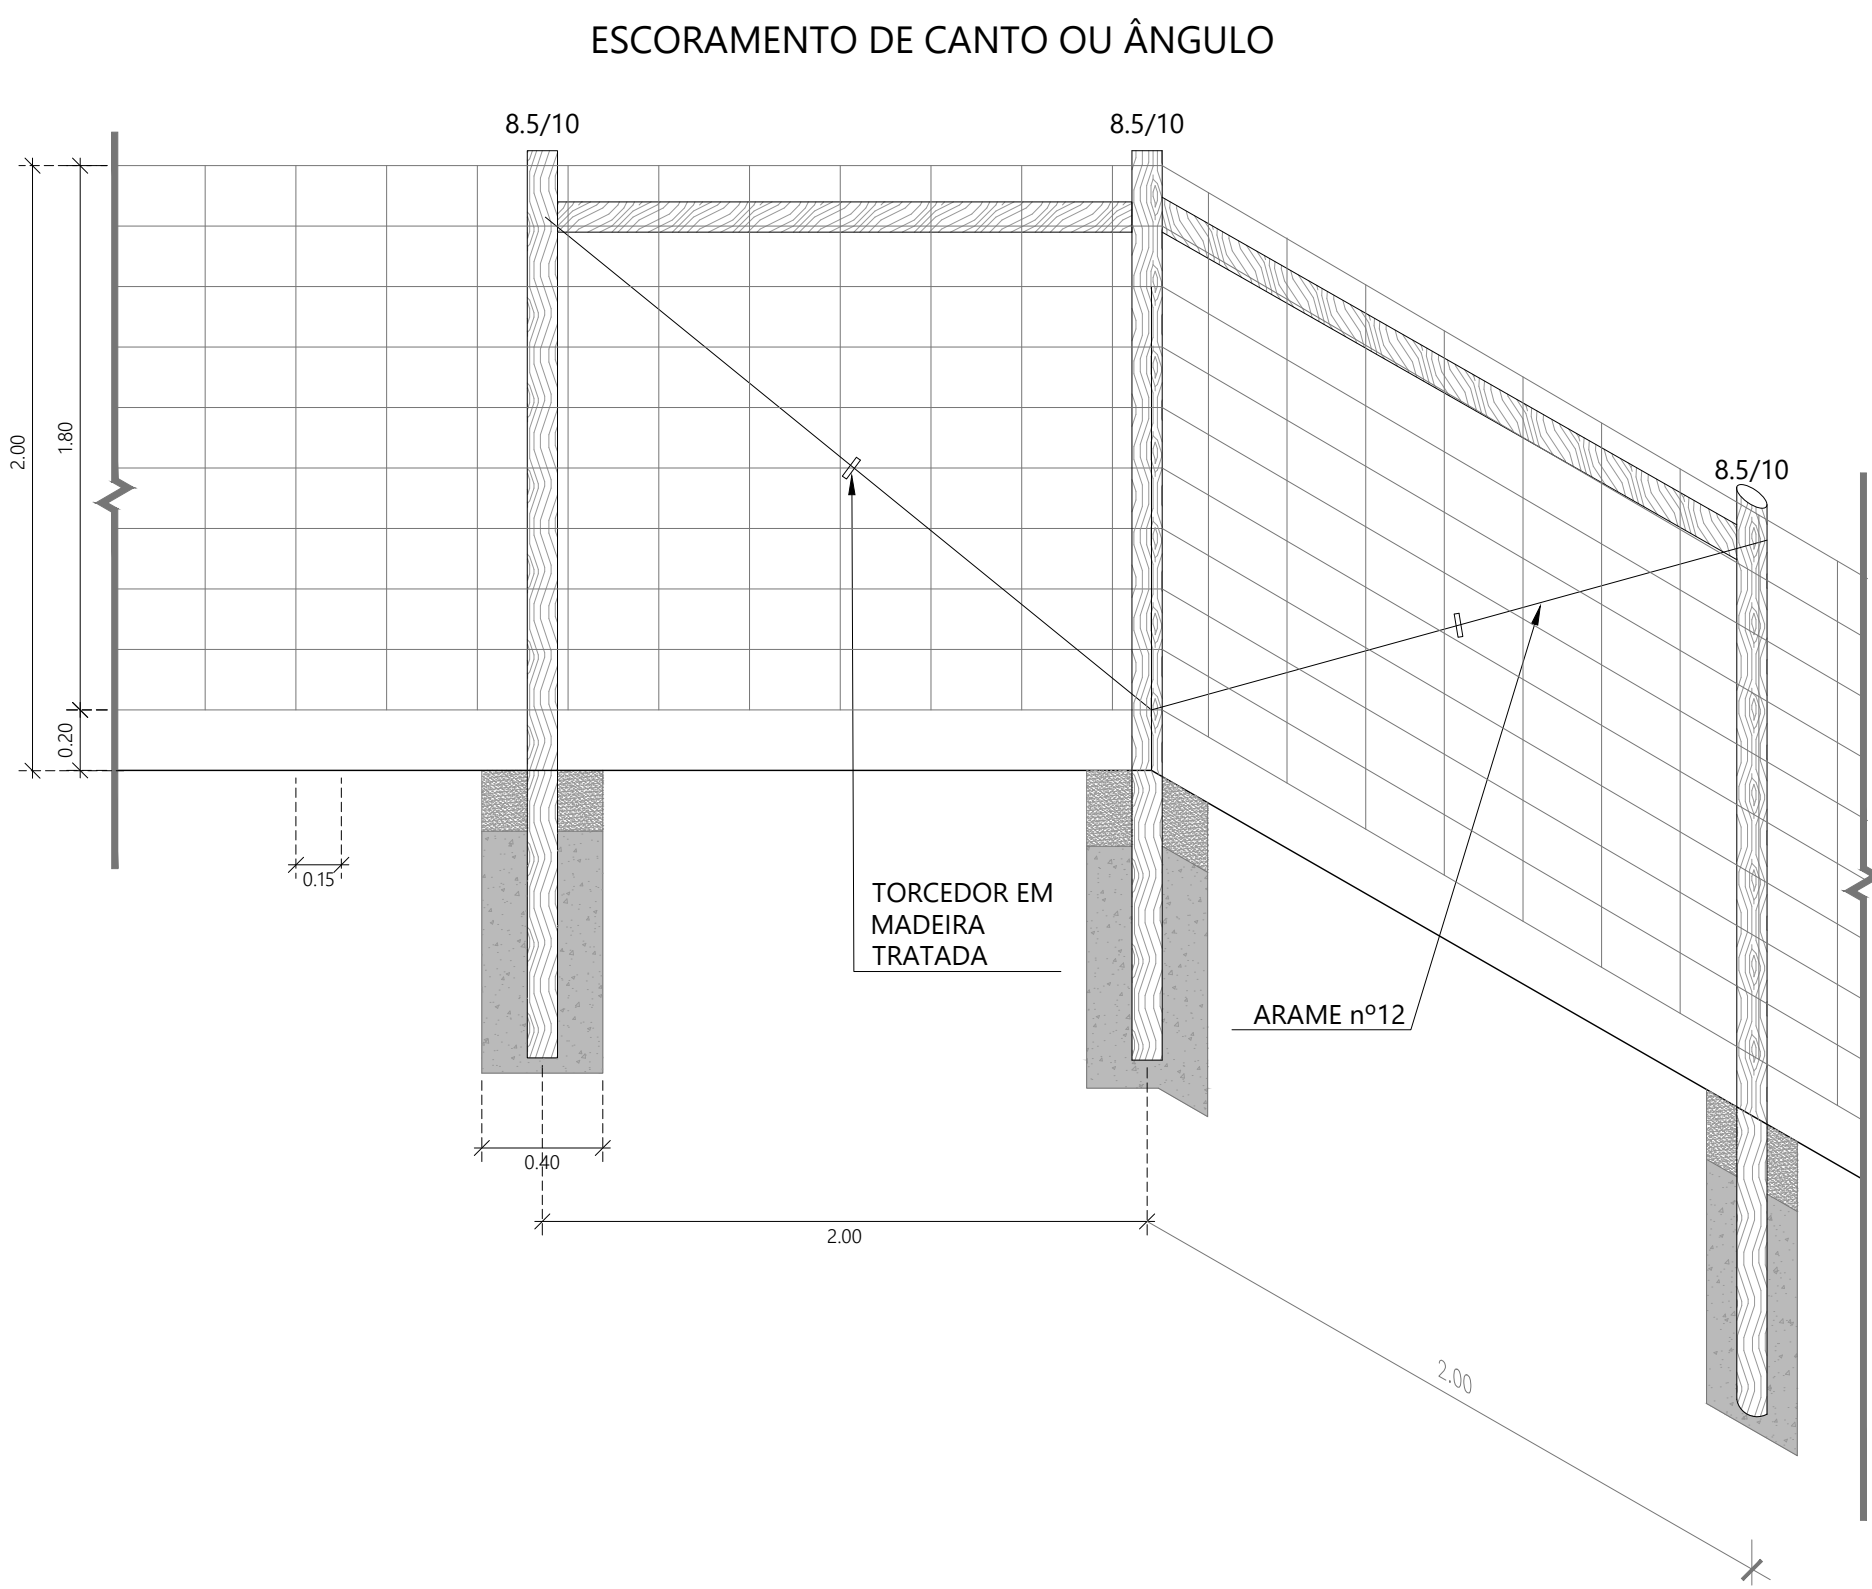 ESCORAMENTO DE CANTO OU ÂNGULO
8.5/10
8.5/10
8.5/10
2.00
1.80
0.20
0.15
TORCEDOR EM
MADEIRA
TRATADA
ARAME nº12
0.40
2.00
2.00